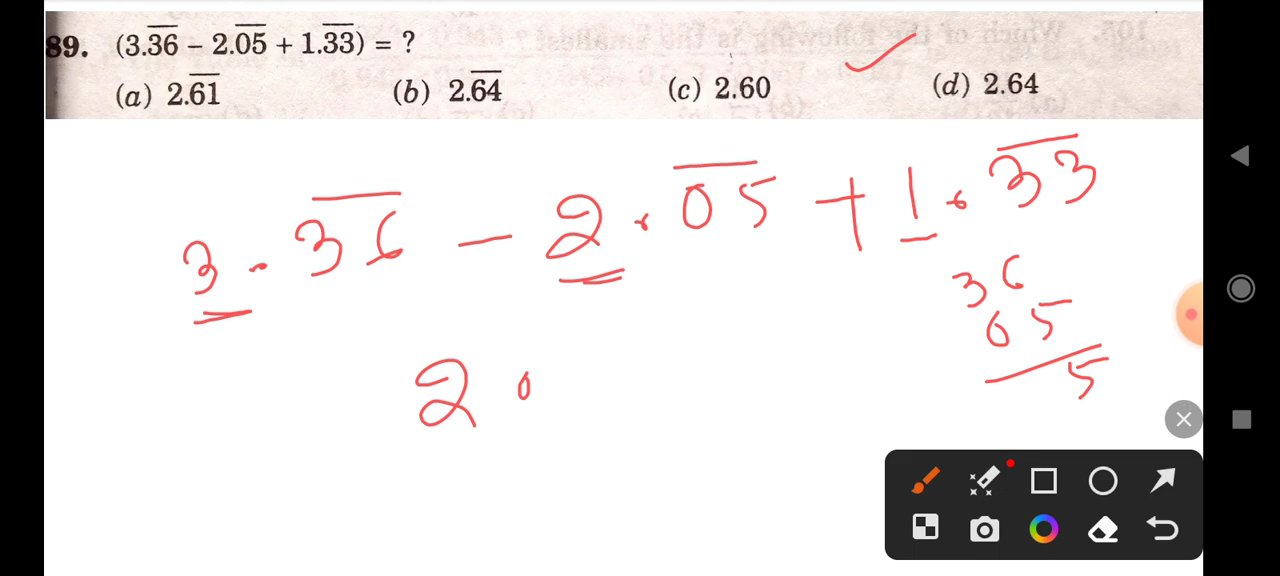 89. (3.3̅6̅ − 2.0̅5̅ + 1.3̅3̅) = ?
(a) 2.6̅1̅ (b) 2.6̅4̅ (c) 2.60 (d) 2.64
3.3̅6̅ − 2.0̅5̅ + 1.3̅3̅
36
05
5
2.